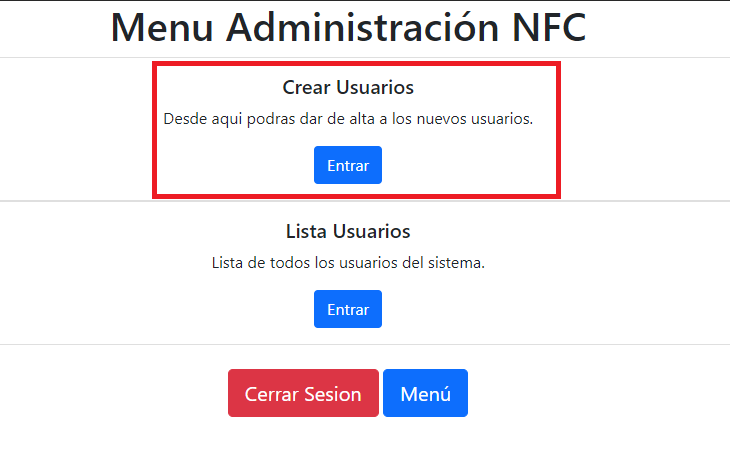 Menu Administración NFC
Crear Usuarios
Desde aqui podras dar de alta a los nuevos usuarios.
Entrar
Lista Usuarios
Lista de todos los usuarios del sistema.
Entrar
Cerrar Sesion Menú